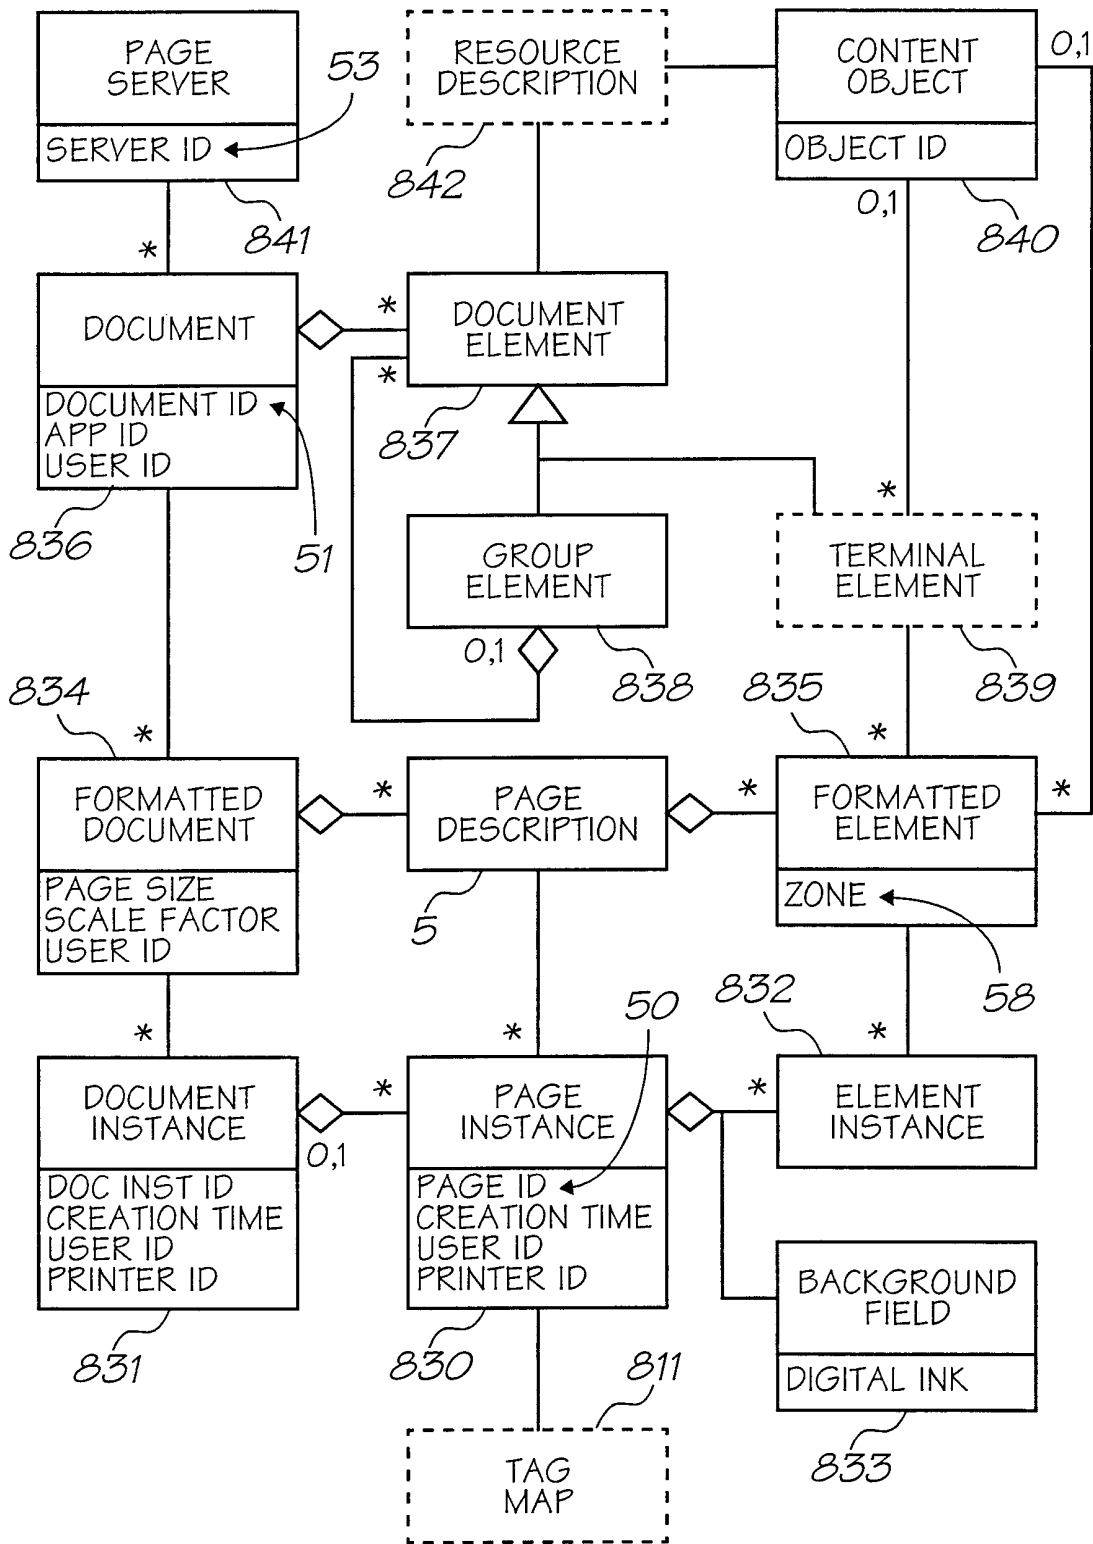 PAGE
SERVER
SERVER ID
53
841
*
RESOURCE
DESCRIPTION
842
CONTENT
OBJECT
OBJECT ID
0,1
0,1
840
DOCUMENT
DOCUMENT ID
APP ID
USER ID
836
51
*
*
DOCUMENT
ELEMENT
837
GROUP
ELEMENT
0,1
838
*
TERMINAL
ELEMENT
839
834
*
FORMATTED
DOCUMENT
PAGE SIZE
SCALE FACTOR
USER ID
*
PAGE
DESCRIPTION
5
835
*
*
*
FORMATTED
ELEMENT
ZONE
58
*
DOCUMENT
INSTANCE
0,1
DOC INST ID
CREATION TIME
USER ID
PRINTER ID
831
*
*
50
PAGE
INSTANCE
PAGE ID
CREATION TIME
USER ID
PRINTER ID
830
832
*
*
ELEMENT
INSTANCE
BACKGROUND
FIELD
DIGITAL INK
833
811
TAG
MAP